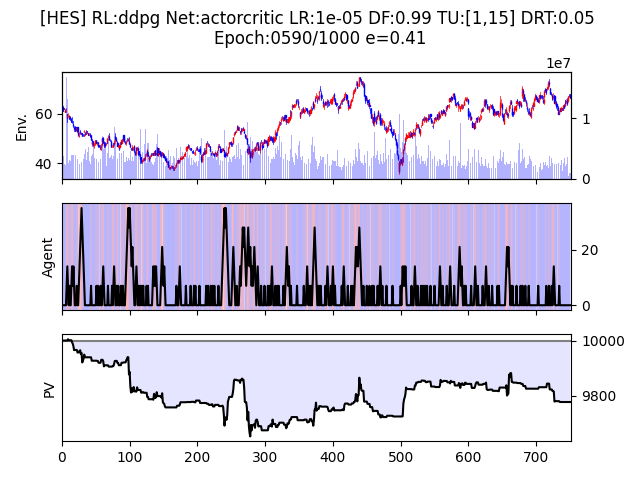 [HES] RL:ddpg Net:actorcritic LR:1e-05 DF:0.99 TU:[1,15] DRT:0.05
Epoch:0590/1000 e=0.41
1e7
Env.
60
40
1
0
Agent
20
0
PV
10000
9800
0 100 200 300 400 500 600 700